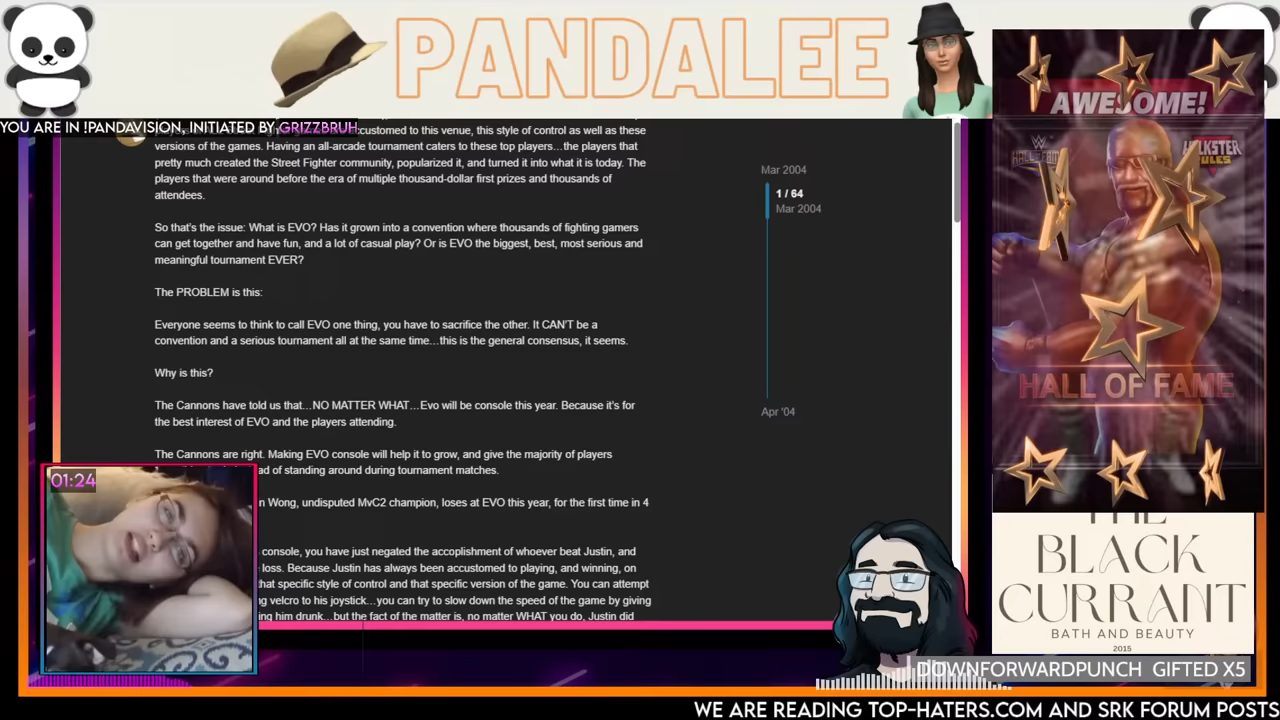 PANDALEE
YOU ARE IN !PANDAVISION, INITIATED BY GRIZZBRUH
customed to this venue, this style of control as well as these
versions of the games. Having an all-arcade tournament caters to these top players…the players that
pretty much created the Street Fighter community, popularized it, and turned it into what it is today. The
players that were around before the era of multiple thousand-dollar first prizes and thousands of
attendees.
So that's the issue: What is EVO? Has it grown into a convention where thousands of fighting gamers
can get together and have fun, and a lot of casual play? Or is EVO the biggest, best, most serious and
meaningful tournament EVER?
The PROBLEM is this:
Everyone seems to think to call EVO one thing, you have to sacrifice the other. It CAN'T be a
convention and a serious tournament all at the same time…this is the general consensus, it seems.
Why is this?
The Cannons have told us that…NO MATTER WHAT…Evo will be console this year. Because it's for
the best interest of EVO and the players attending.
The Cannons are right. Making EVO console will help it to grow, and give the majority of players
ad of standing around during tournament matches.
n Wong, undisputed MvC2 champion, loses at EVO this year, for the first time in 4
console, you have just negated the accoplishment of whoever beat Justin, and
loss. Because Justin has always been accustomed to playing, and winning, on
hat specific style of control and that specific version of the game. You can attempt
g velcro to his joystick…you can try to slow down the speed of the game by giving
ing him drunk…but the fact of the matter is, no matter WHAT you do, Justin did
Mar 2004
1 / 64
Mar 2004
Apr '04
01:24
AWESOME!
HALL OF FAME
HULKSTER
RULES
HALL OF FAME
THE
BLACK
CURRANT
BATH AND BEAUTY
2015
DOWNFORWARDPUNCH GIFTED X5
WE ARE READING TOP-HATERS.COM AND SRK FORUM POSTS